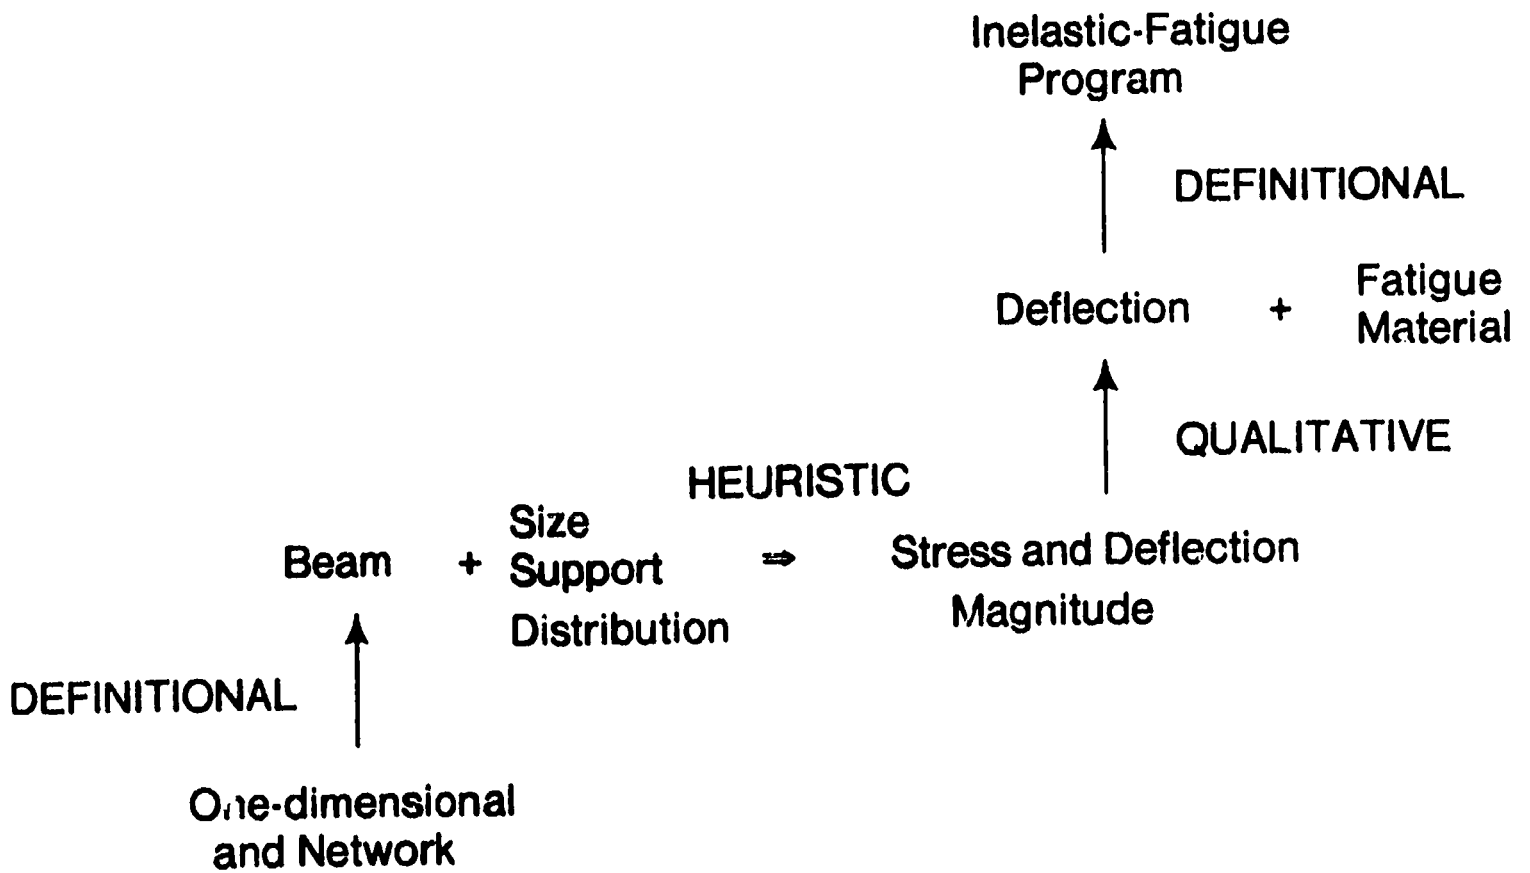 Inelastic-Fatigue
Program
DEFINITIONAL
Deflection + Fatigue
Material
QUALITATIVE
HEURISTIC
Beam + Size
Support
Distribution
⇒ Stress and Deflection
Magnitude
DEFINITIONAL
One-dimensional
and Network